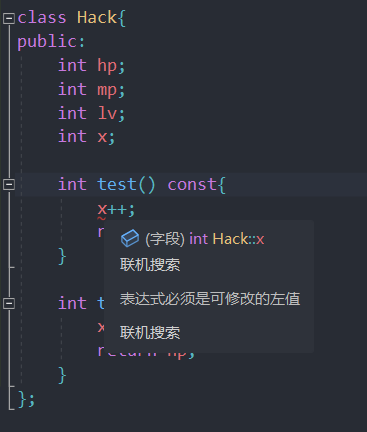 class Hack{
public:
int hp;
int mp;
int lv;
int x;
int test() const{
x++;
r
(字段) int Hack::x
联机搜索
}
表达式必须是可修改的左值
int t
联机搜索
x
return hp;
}
};